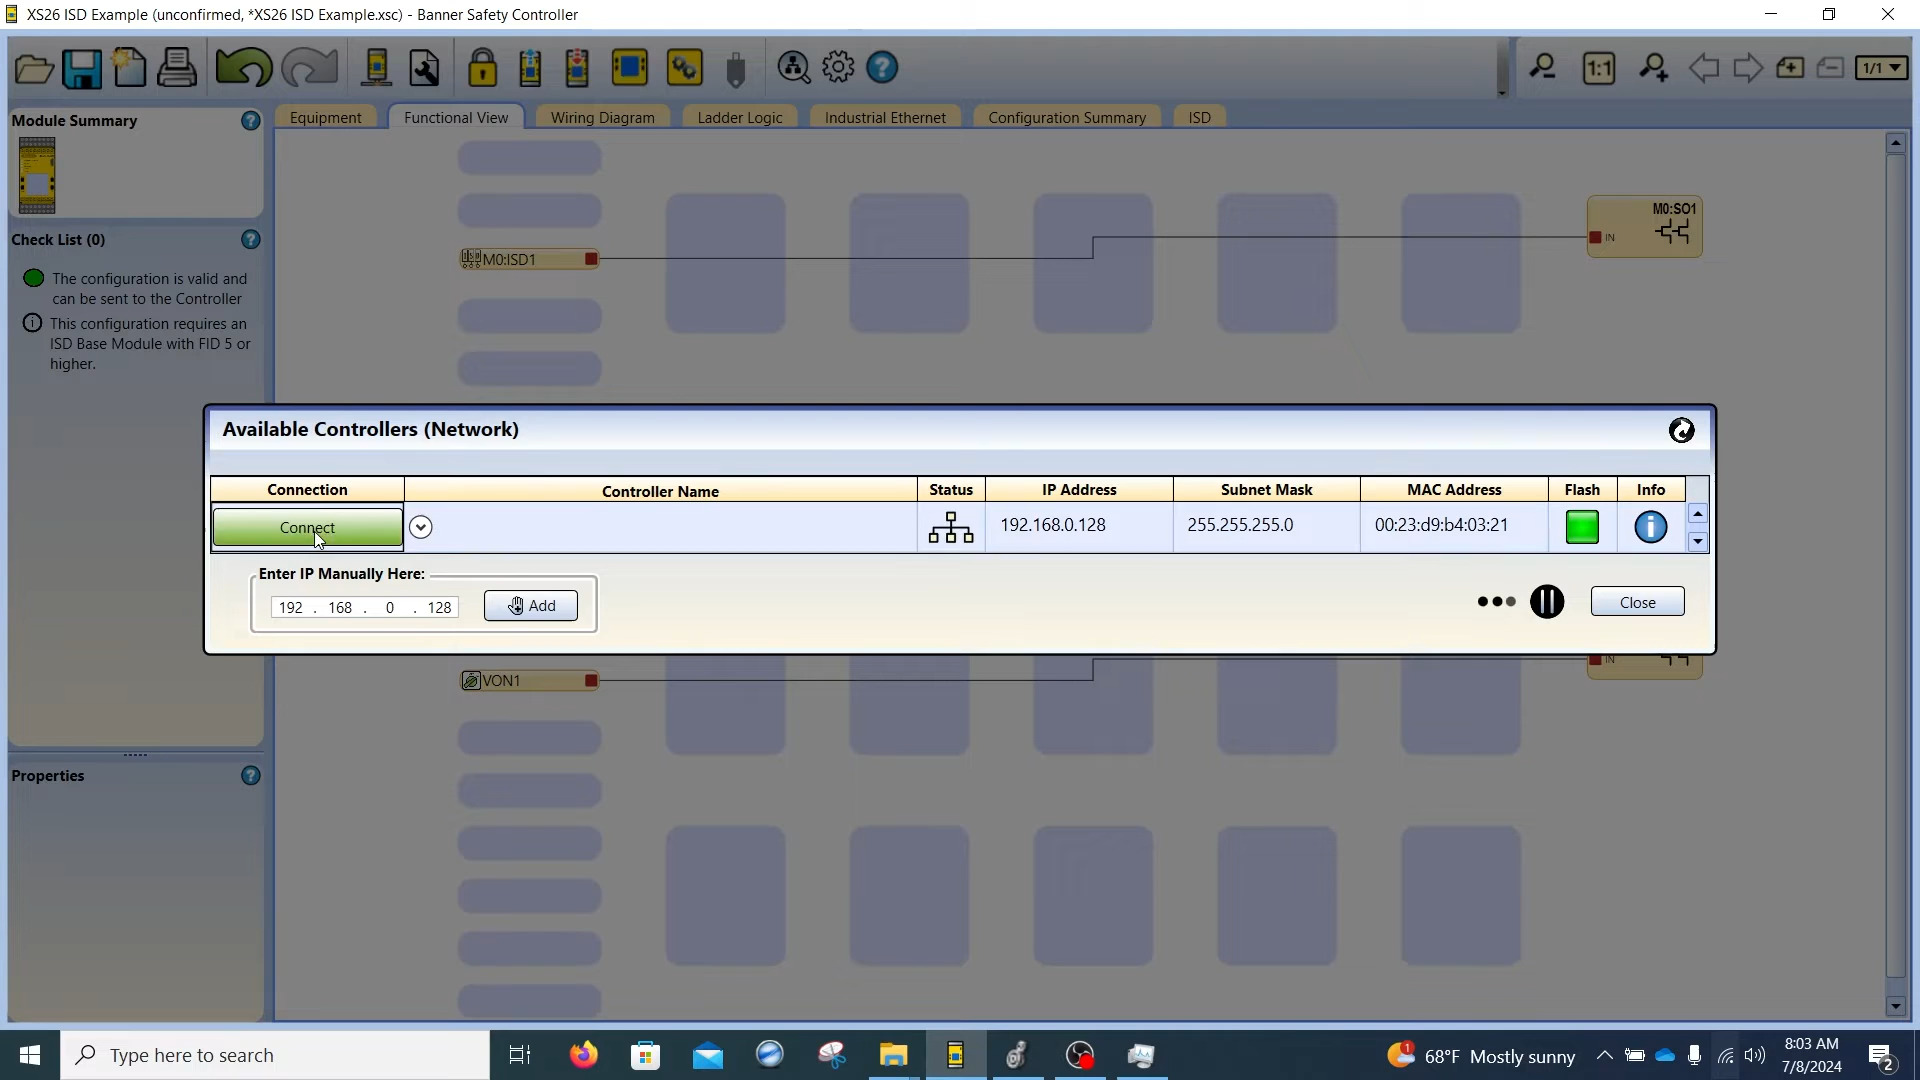 XS26 ISD Example (unconfirmed, *XS26 ISD Example.xsc) - Banner Safety Controller
1:1
1/1
Module Summary
Equipment
Functional View
Wiring Diagram
Ladder Logic
Industrial Ethernet
Configuration Summary
ISD
Check List (0)
The configuration is valid and
can be sent to the Controller
This configuration requires an
ISD Base Module with FID 5 or
higher.
M0:ISD1
M0:SO1
IN
Available Controllers (Network)
Connection
Controller Name
Status
IP Address
Subnet Mask
MAC Address
Flash
Info
Connect
192.168.0.128
255.255.255.0
00:23:d9:b4:03:21
Enter IP Manually Here:
192 . 168 . 0 . 128
Add
Close
VON1
IN
Properties
Type here to search
1
68°F Mostly sunny
8:03 AM
7/8/2024
2